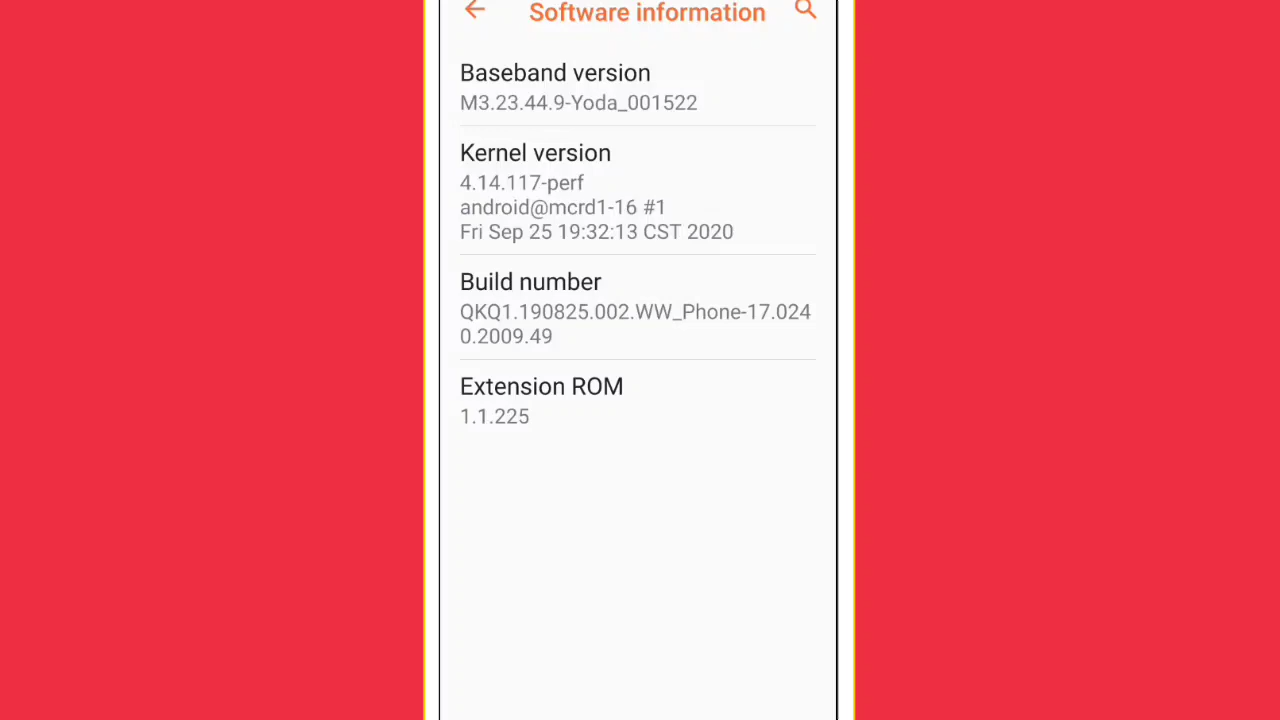 Software information
Baseband version
M3.23.44.9-Yoda_001522
Kernel version
4.14.117-perf
android@mcrd1-16 #1
Fri Sep 25 19:32:13 CST 2020
Build number
QKQ1.190825.002.WW_Phone-17.024
0.2009.49
Extension ROM
1.1.225